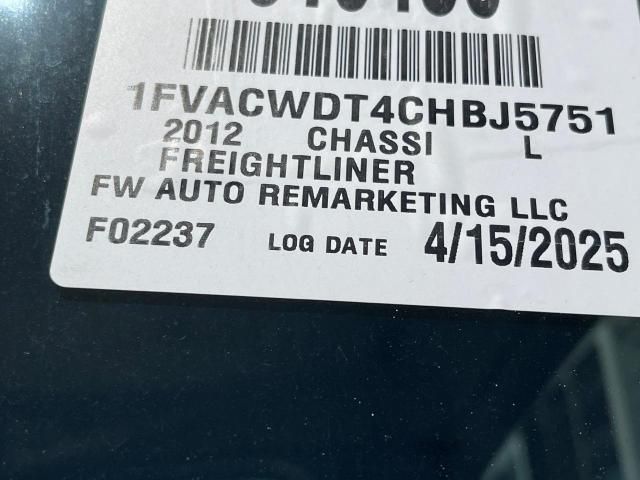 1FVACWDT4CHBJ5751
2012 CHASSI L
FREIGHTLINER
FW AUTO REMARKETING LLC
F02237 LOG DATE 4/15/2025